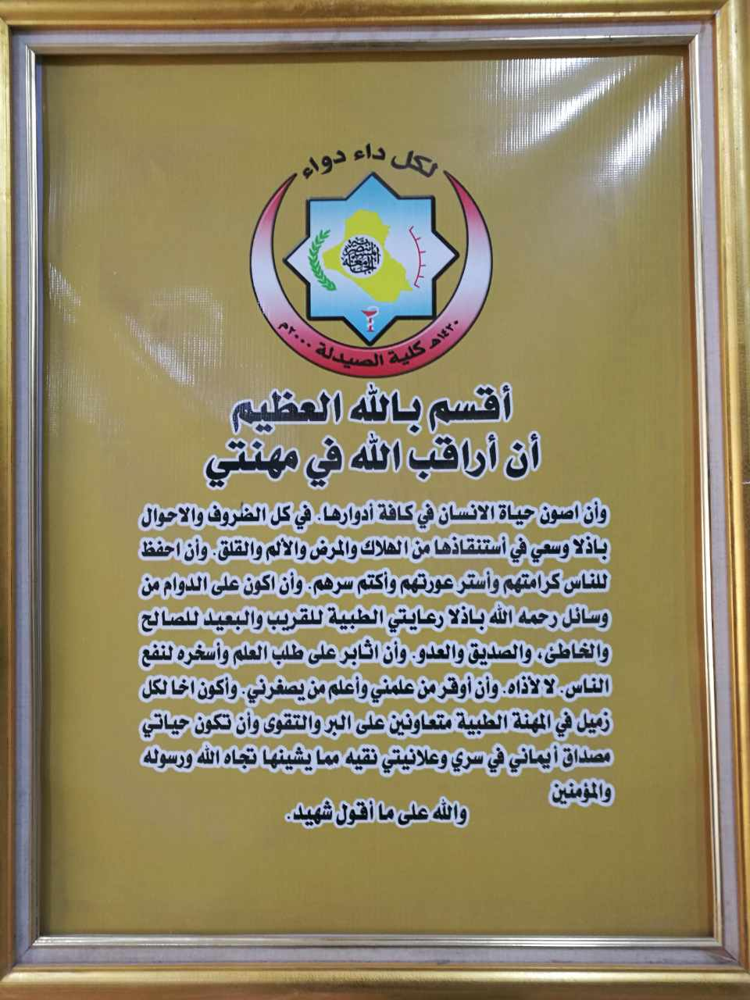 لكل داء دواء
١٤٢٠هـ كلية الصيدلة ٢٠٠٠م
أقسم بالله العظيم
أن أراقب الله في مهنتي
وأن اصون حياة الانسان في كافة أدوارها. في كل الضروف والاحوال
باذلا وسعي في أستنقاذها من الهلاك والمرض والألم والقلق. وأن احفظ
للناس كرامتهم وأستر عورتهم وأكتم سرهم. وأن اكون على الدوام من
وسائل رحمه الله باذلا رعايتي الطبية للقريب والبعيد للصالح
والخاطئ، والصديق والعدو. وأن اثابر على طلب العلم وأسخره لنفع
الناس. لا لاذاه. وأن أوقر من علمني وأعلم من يصغرني. وأكون اخا لكل
زميل في المهنة الطبية متعاونين على البر والتقوى وأن تكون حياتي
مصداق أيماني في سري وعلانيتي نقيه مما يشينها تجاه الله ورسوله
والمؤمنين
والله على ما أقول شهيد.